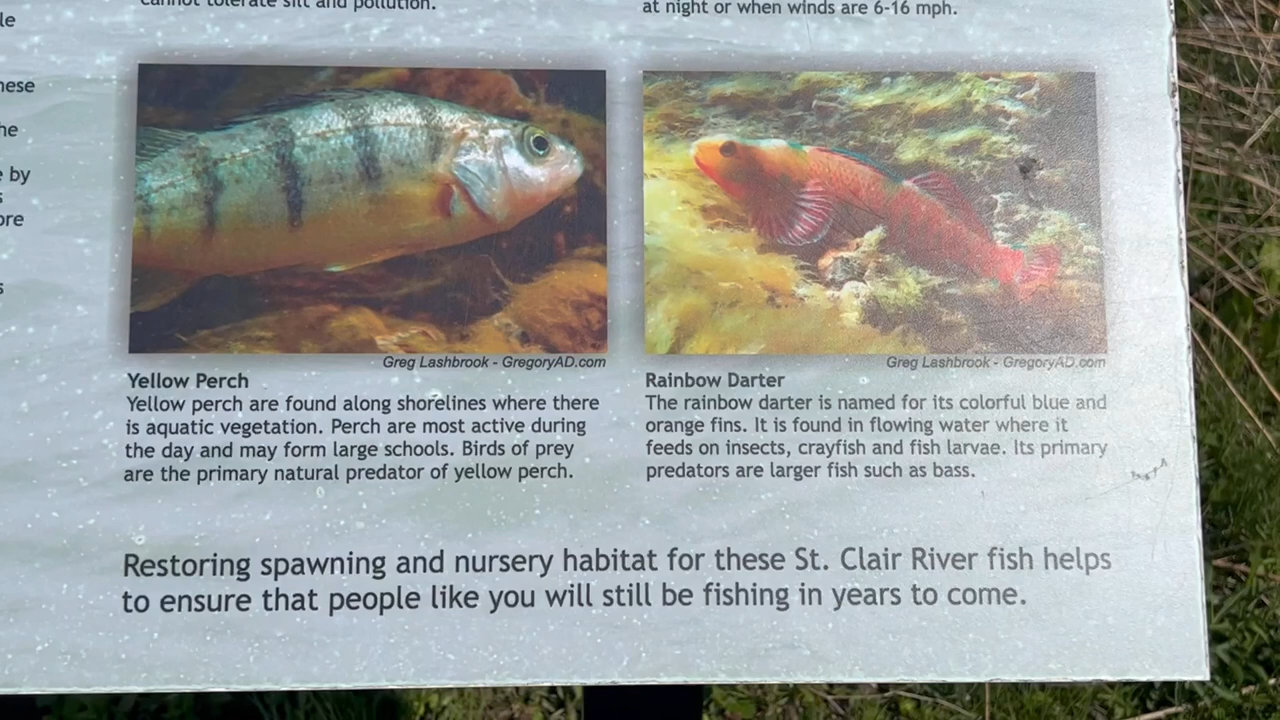 le
Cannot tolerate silt and pollution.
at night or when winds are 6-16 mph.
he
by
ore
s
Greg Lashbrook - GregoryAD.com
Yellow Perch
Yellow perch are found along shorelines where there
is aquatic vegetation. Perch are most active during
the day and may form large schools. Birds of prey
are the primary natural predator of yellow perch.
Greg Lashbrook - GregoryAD.com
Rainbow Darter
The rainbow darter is named for its colorful blue and
orange fins. It is found in flowing water where it
feeds on insects, crayfish and fish larvae. Its primary
predators are larger fish such as bass.
Restoring spawning and nursery habitat for these St. Clair River fish helps
to ensure that people like you will still be fishing in years to come.